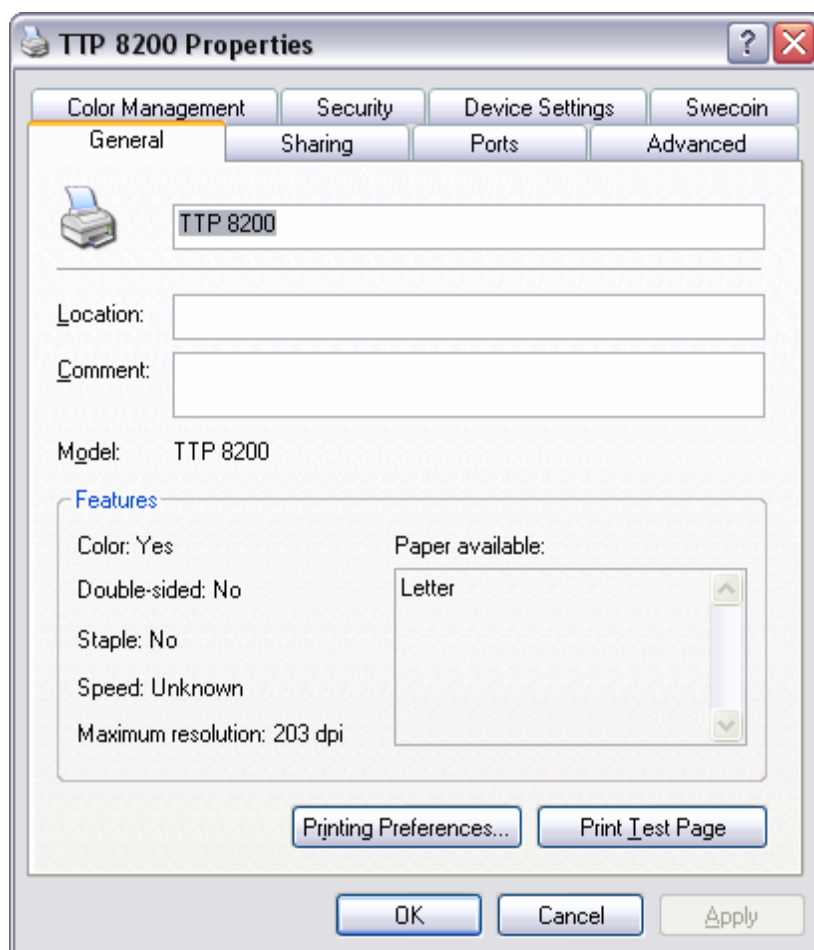 TTP 8200 Properties
?
Color Management Security Device Settings Swecoin
General Sharing Ports Advanced
TTP 8200
Location:
Comment:
Model: TTP 8200
Features
Color: Yes Paper available:
Double-sided: No Letter
Staple: No
Speed: Unknown
Maximum resolution: 203 dpi
Printing Preferences... Print Test Page
OK Cancel Apply